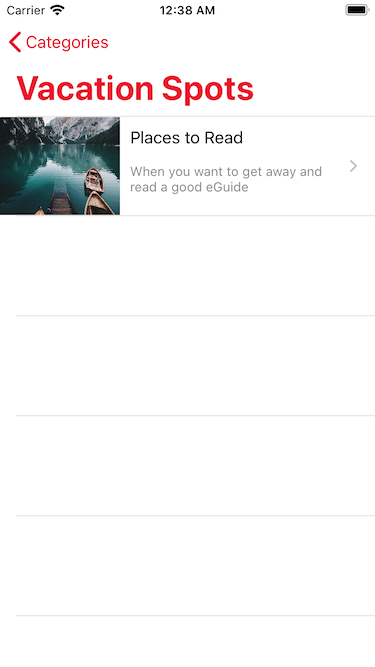 Carrier 12:38 AM
Categories
Vacation Spots
Places to Read
When you want to get away and
read a good eGuide